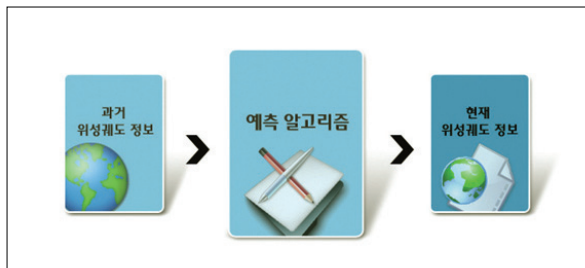 과거
위성궤도 정보
예측 알고리즘
현재
위성궤도 정보